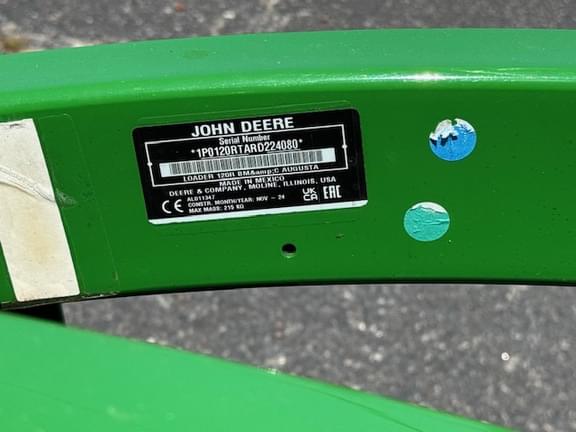 JOHN DEERE
Serial Number
*1P0120RTARD224080*
LOADER 120R BM&amp;C AUGUSTA
MADE IN MEXICO
DEERE & COMPANY, MOLINE, ILLINOIS, USA
AL011347
CE CONSTR. MONTH/YEAR: NOV - 24 UK CA EAC
MAX MASS: 215 KG